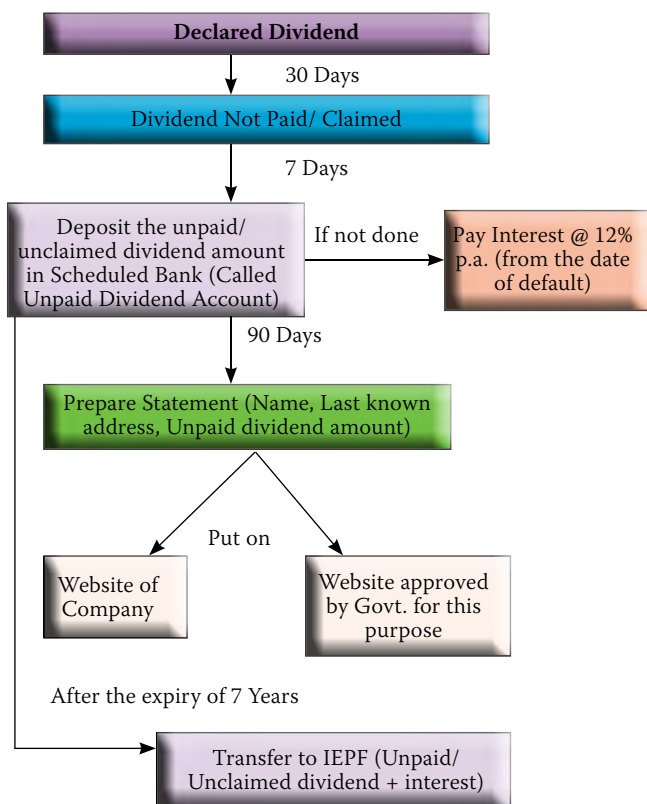 Declared Dividend
30 Days
Dividend Not Paid/ Claimed
7 Days
Deposit the unpaid/
unclaimed dividend amount
in Scheduled Bank (Called
Unpaid Dividend Account)
If not done
Pay Interest @ 12%
p.a. (from the date
of default)
90 Days
Prepare Statement (Name, Last known
address, Unpaid dividend amount)
Put on
Website of
Company
Website approved
by Govt. for this
purpose
After the expiry of 7 Years
Transfer to IEPF (Unpaid/
Unclaimed dividend + interest)